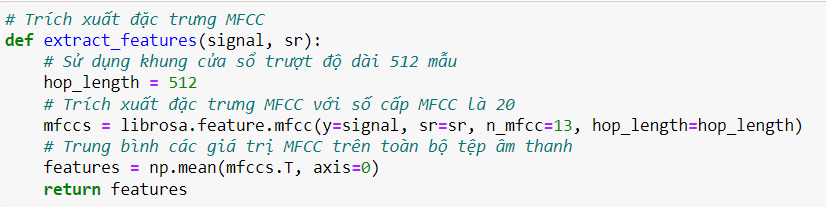 # Trích xuất đặc trưng MFCC
def extract_features(signal, sr):
    # Sử dụng khung cửa sổ trượt độ dài 512 mẫu
    hop_length = 512
    # Trích xuất đặc trưng MFCC với số cấp MFCC là 20
    mfccs = librosa.feature.mfcc(y=signal, sr=sr, n_mfcc=13, hop_length=hop_length)
    # Trung bình các giá trị MFCC trên toàn bộ tệp âm thanh
    features = np.mean(mfccs.T, axis=0)
    return features